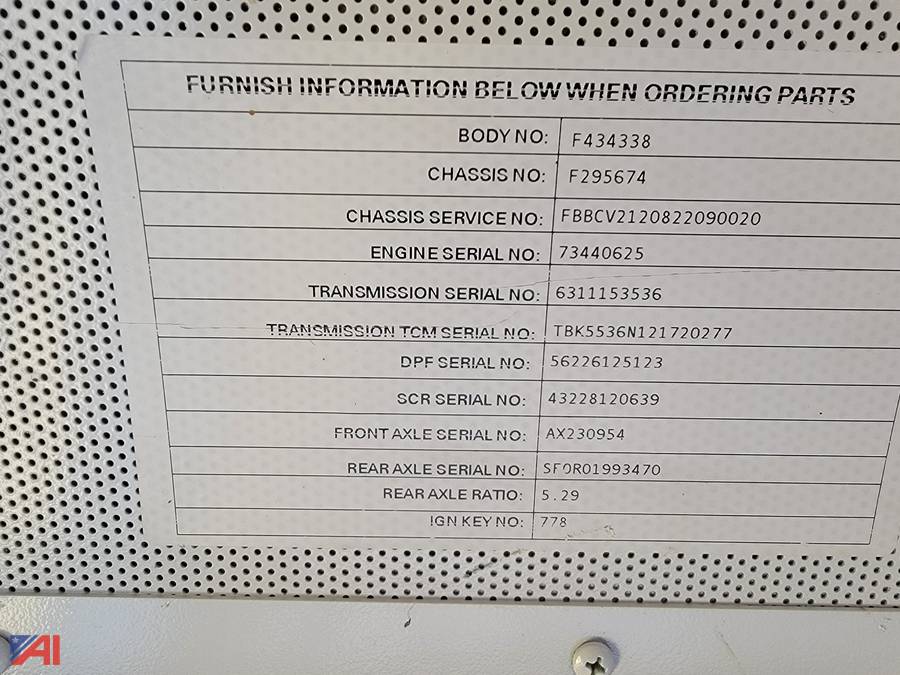 FURNISH INFORMATION BELOW WHEN ORDERING PARTS
BODY NO: F434338
CHASSIS NO: F295674
CHASSIS SERVICE NO: FBBCV2120822090020
ENGINE SERIAL NO: 73440625
TRANSMISSION SERIAL NO: 6311153536
TRANSMISSION TCM SERIAL NO: TBK5536N121720277
DPF SERIAL NO: 56226125123
SCR SERIAL NO: 43228120639
FRONT AXLE SERIAL NO: AX230954
REAR AXLE SERIAL NO: SF0R01993470
REAR AXLE RATIO: 5.29
IGN KEY NO: 778
AI